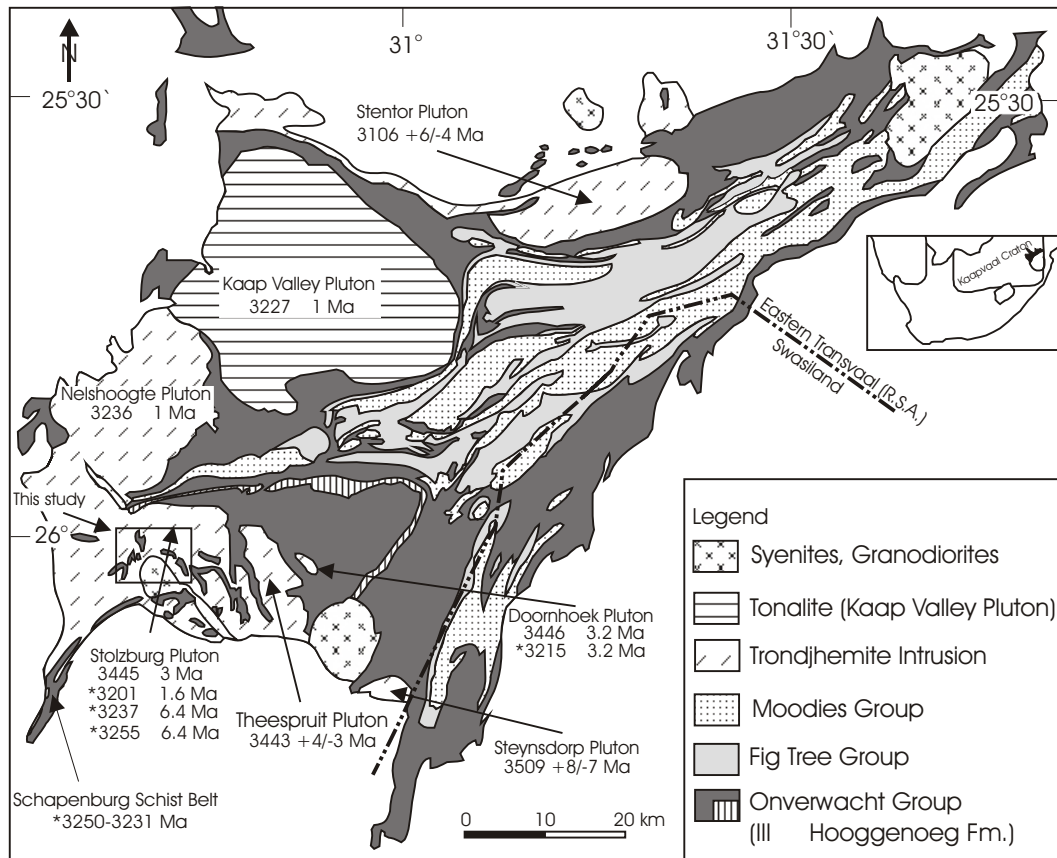 31°
31°30`
N
25°30`
25°30
Stentor Pluton
3106 +6/-4 Ma
Kaapvaal Craton
Kaap Valley Pluton
3227 1 Ma
Eastern Transvaal (R.S.A.)
Swasiland
Nelshoogte Pluton
3236 1 Ma
This study
26°
Doornhoek Pluton
3446 3.2 Ma
*3215 3.2 Ma
Stolzburg Pluton
3445 3 Ma
*3201 1.6 Ma
*3237 6.4 Ma
*3255 6.4 Ma
Theespruit Pluton
3443 +4/-3 Ma
Steynsdorp Pluton
3509 +8/-7 Ma
Schapenburg Schist Belt
*3250-3231 Ma
0 10 20 km
Legend
Syenites, Granodiorites
Tonalite (Kaap Valley Pluton)
Trondjhemite Intrusion
Moodies Group
Fig Tree Group
Onverwacht Group
(III Hooggenoeg Fm.)